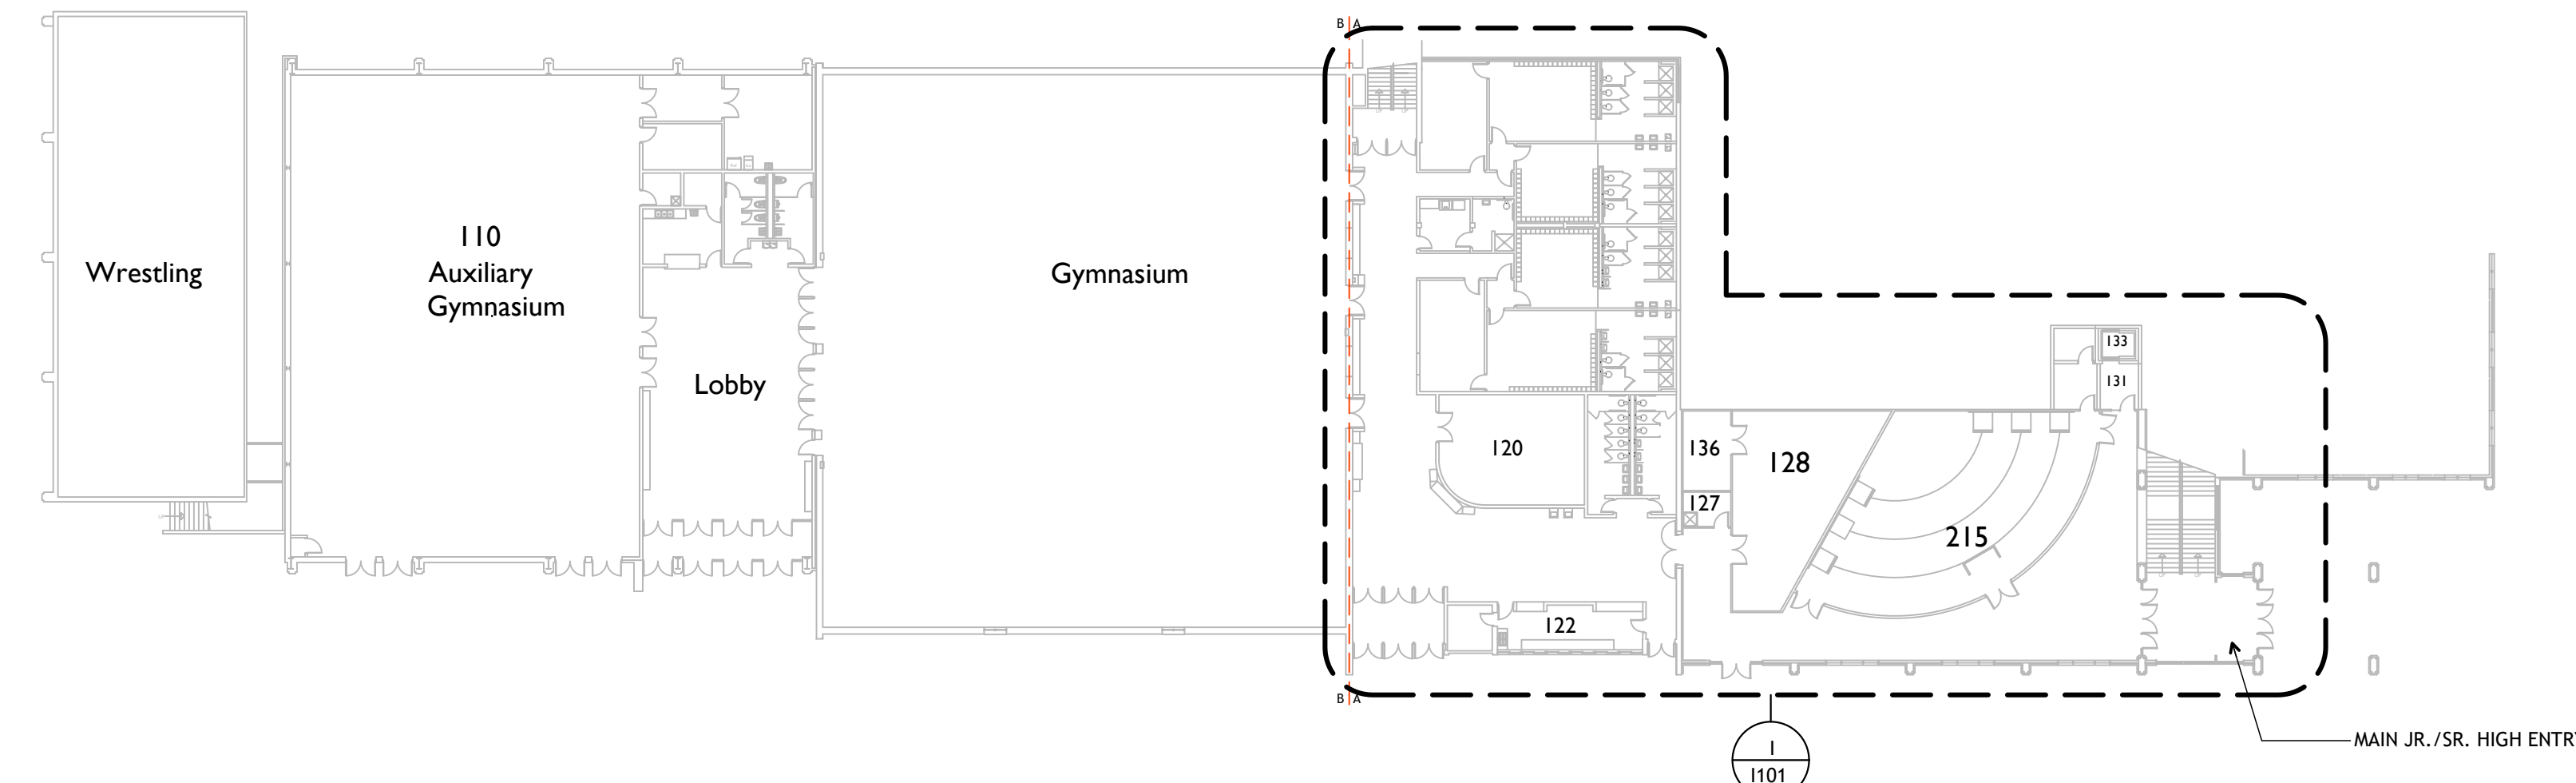 B A
Wrestling
110
Auxiliary
Gymnasium
Lobby
Gymnasium
133
131
120
136
128
127
215
122
B A
1
I101
MAIN JR./SR. HIGH ENTRY